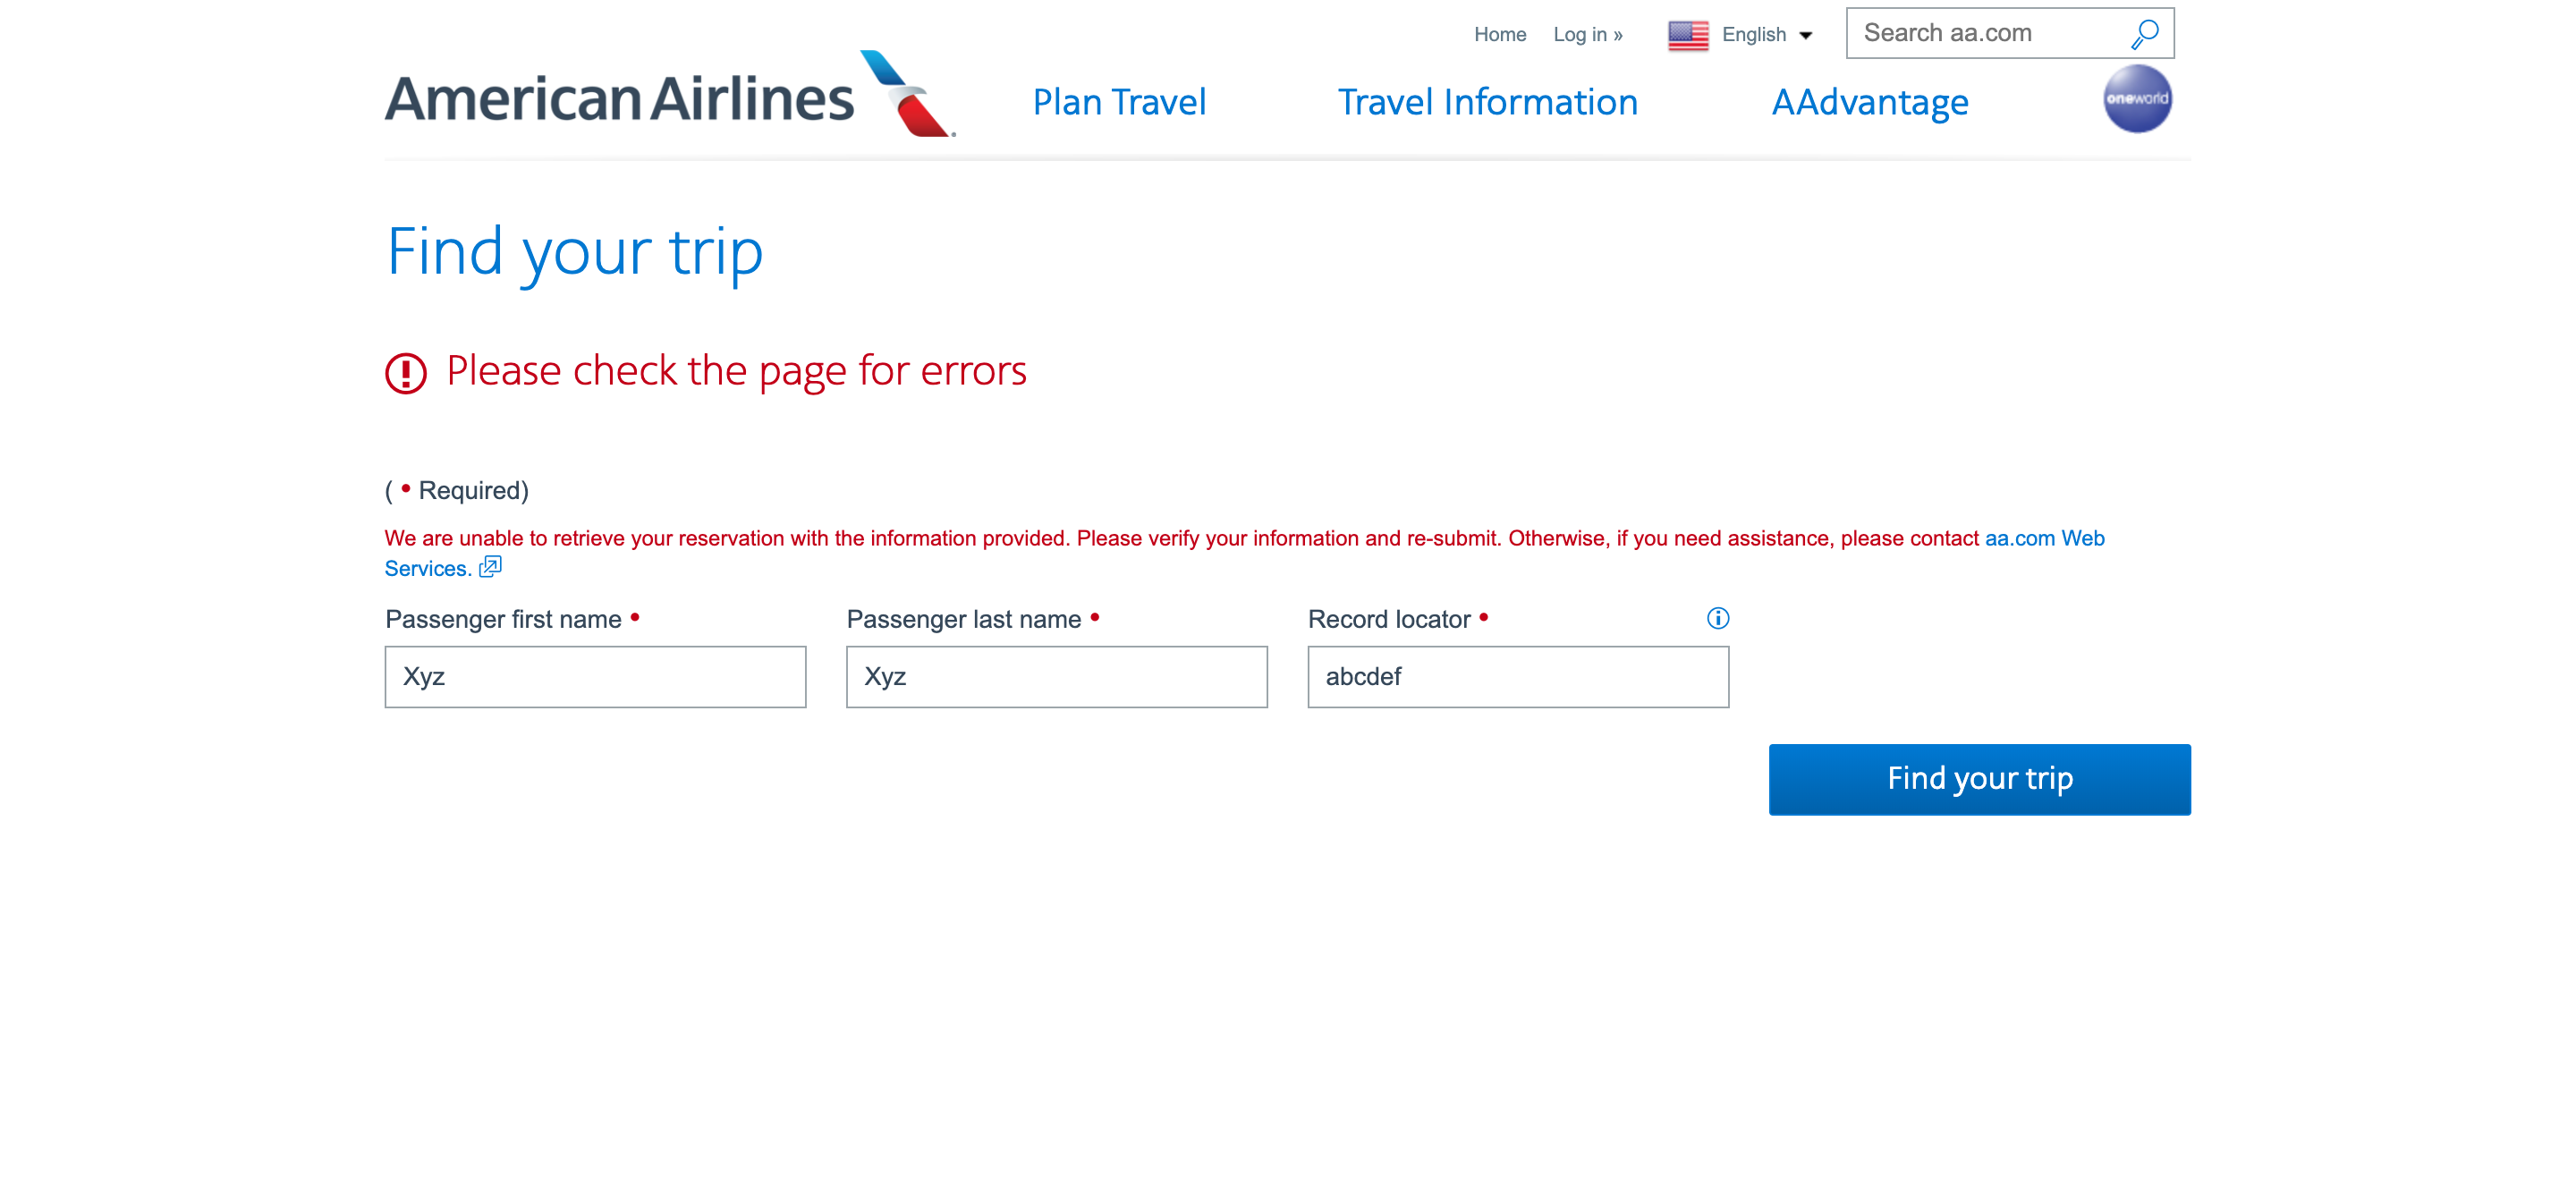 Home Log in » English Search aa.com
American Airlines Plan Travel Travel Information AAdvantage oneworld
Find your trip
Please check the page for errors
( • Required)
We are unable to retrieve your reservation with the information provided. Please verify your information and re-submit. Otherwise, if you need assistance, please contact aa.com Web
Services.
Passenger first name • Passenger last name • Record locator •
Xyz Xyz abcdef
Find your trip